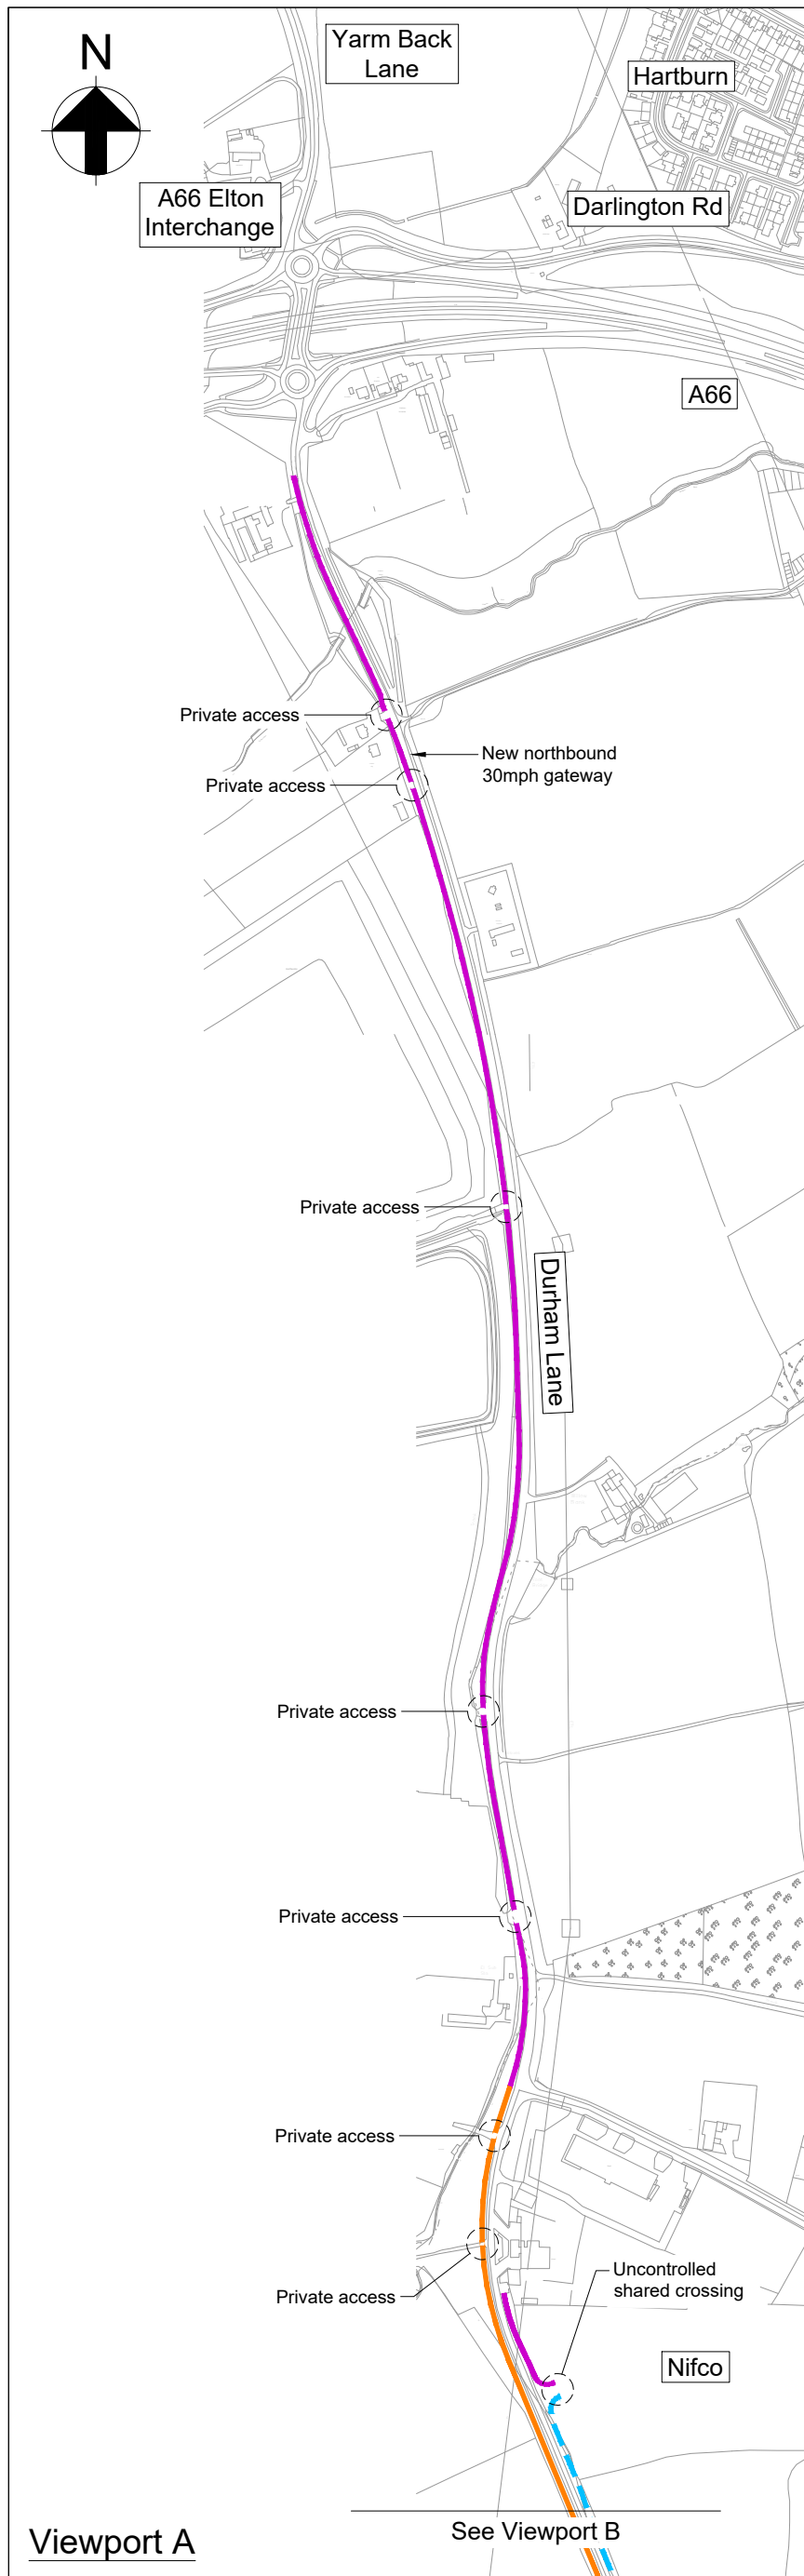 N
Yarm Back
Lane
Hartburn
A66 Elton
Interchange
Darlington Rd
A66
Private access
New northbound
30mph gateway
Private access
Private access
Durham Lane
Private access
Private access
Private access
Private access
Uncontrolled
shared crossing
Nifco
See Viewport B
Viewport A